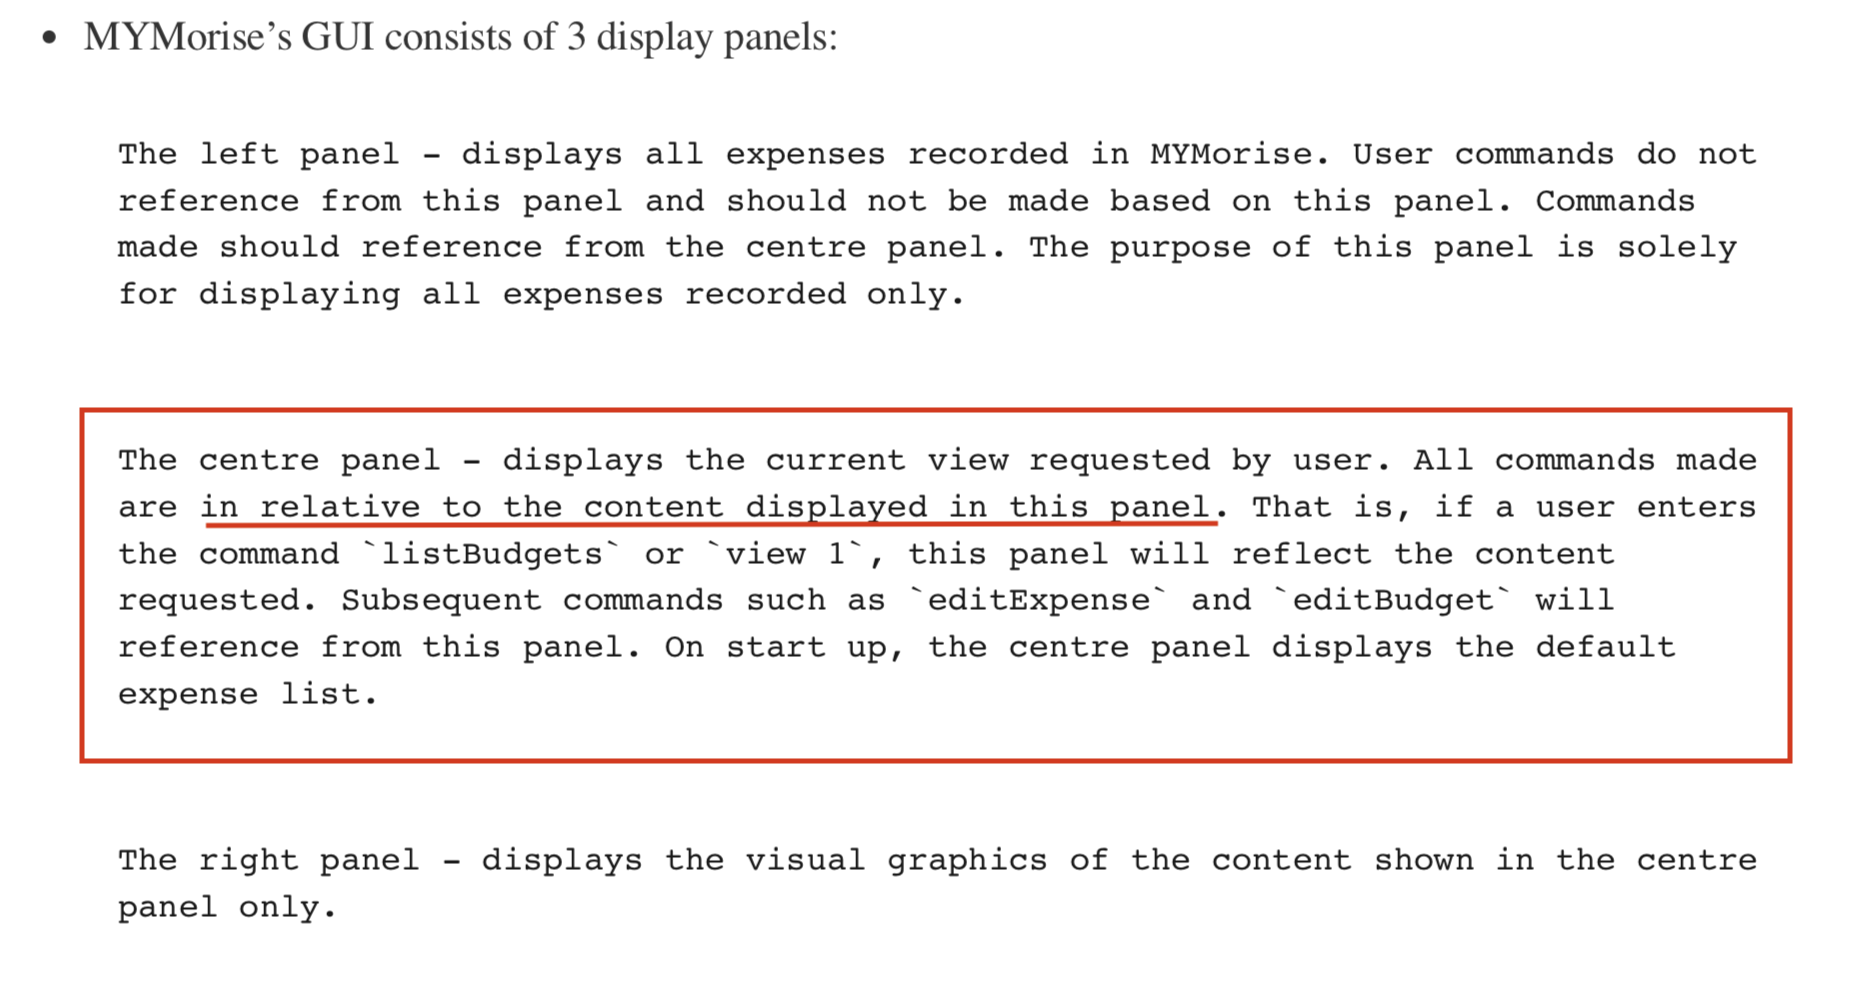 • MYMorise’s GUI consists of 3 display panels:
The left panel – displays all expenses recorded in MYMorise. User commands do not
reference from this panel and should not be made based on this panel. Commands
made should reference from the centre panel. The purpose of this panel is solely
for displaying all expenses recorded only.
The centre panel – displays the current view requested by user. All commands made
are in relative to the content displayed in this panel. That is, if a user enters
the command `listBudgets` or `view 1`, this panel will reflect the content
requested. Subsequent commands such as `editExpense` and `editBudget` will
reference from this panel. On start up, the centre panel displays the default
expense list.
The right panel – displays the visual graphics of the content shown in the centre
panel only.